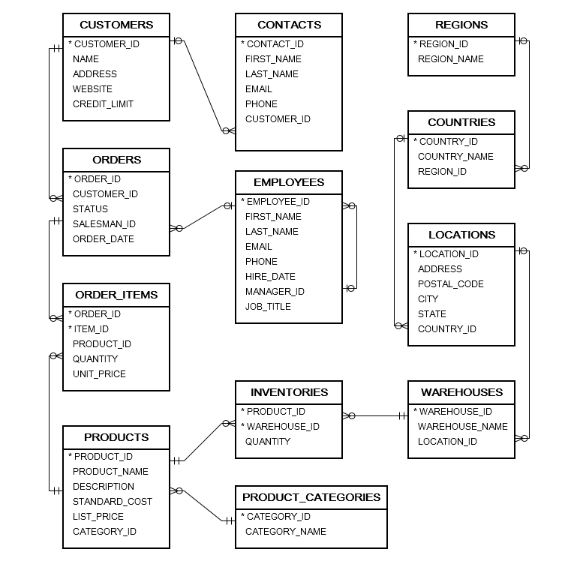 CUSTOMERS
* CUSTOMER_ID
NAME
ADDRESS
WEBSITE
CREDIT_LIMIT
CONTACTS
* CONTACT_ID
FIRST_NAME
LAST_NAME
EMAIL
PHONE
CUSTOMER_ID
REGIONS
* REGION_ID
REGION_NAME
COUNTRIES
* COUNTRY_ID
COUNTRY_NAME
REGION_ID
ORDERS
* ORDER_ID
CUSTOMER_ID
STATUS
SALESMAN_ID
ORDER_DATE
EMPLOYEES
* EMPLOYEE_ID
FIRST_NAME
LAST_NAME
EMAIL
PHONE
HIRE_DATE
MANAGER_ID
JOB_TITLE
LOCATIONS
* LOCATION_ID
ADDRESS
POSTAL_CODE
CITY
STATE
COUNTRY_ID
ORDER_ITEMS
* ORDER_ID
* ITEM_ID
PRODUCT_ID
QUANTITY
UNIT_PRICE
INVENTORIES
* PRODUCT_ID
* WAREHOUSE_ID
QUANTITY
WAREHOUSES
* WAREHOUSE_ID
WAREHOUSE_NAME
LOCATION_ID
PRODUCTS
* PRODUCT_ID
PRODUCT_NAME
DESCRIPTION
STANDARD_COST
LIST_PRICE
CATEGORY_ID
PRODUCT_CATEGORIES
* CATEGORY_ID
CATEGORY_NAME